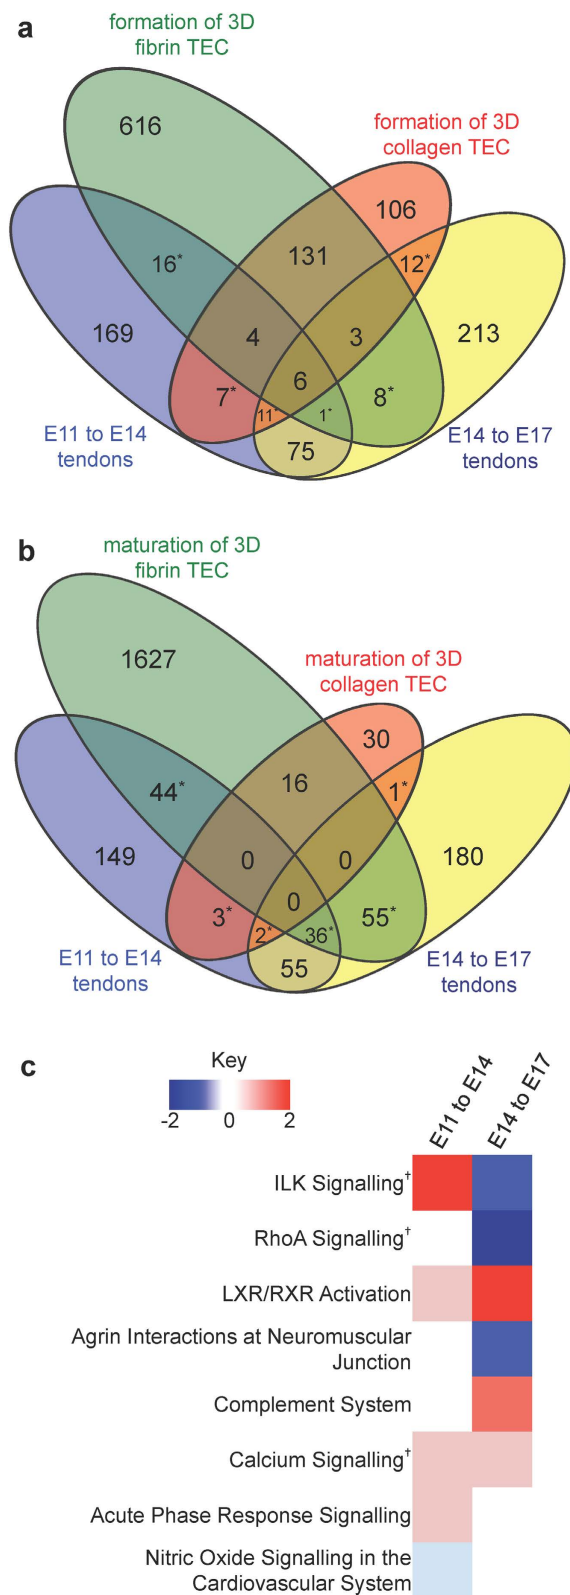 a
formation of 3D
fibrin TEC
formation of 3D
collagen TEC
616
106
16*
131
12*
169
4
3
213
7*
6
8*
11*
1*
75
E11 to E14
tendons
E14 to E17
tendons
b
maturation of 3D
fibrin TEC
maturation of 3D
collagen TEC
1627
30
44*
16
1*
149
0
0
180
3*
0
55*
2*
36*
55
E11 to E14
tendons
E14 to E17
tendons
c
Key
-2 0 2
E11 to E14
E14 to E17
ILK Signalling†
RhoA Signalling†
LXR/RXR Activation
Agrin Interactions at Neuromuscular
Junction
Complement System
Calcium Signalling†
Acute Phase Response Signalling
Nitric Oxide Signalling in the
Cardiovascular System